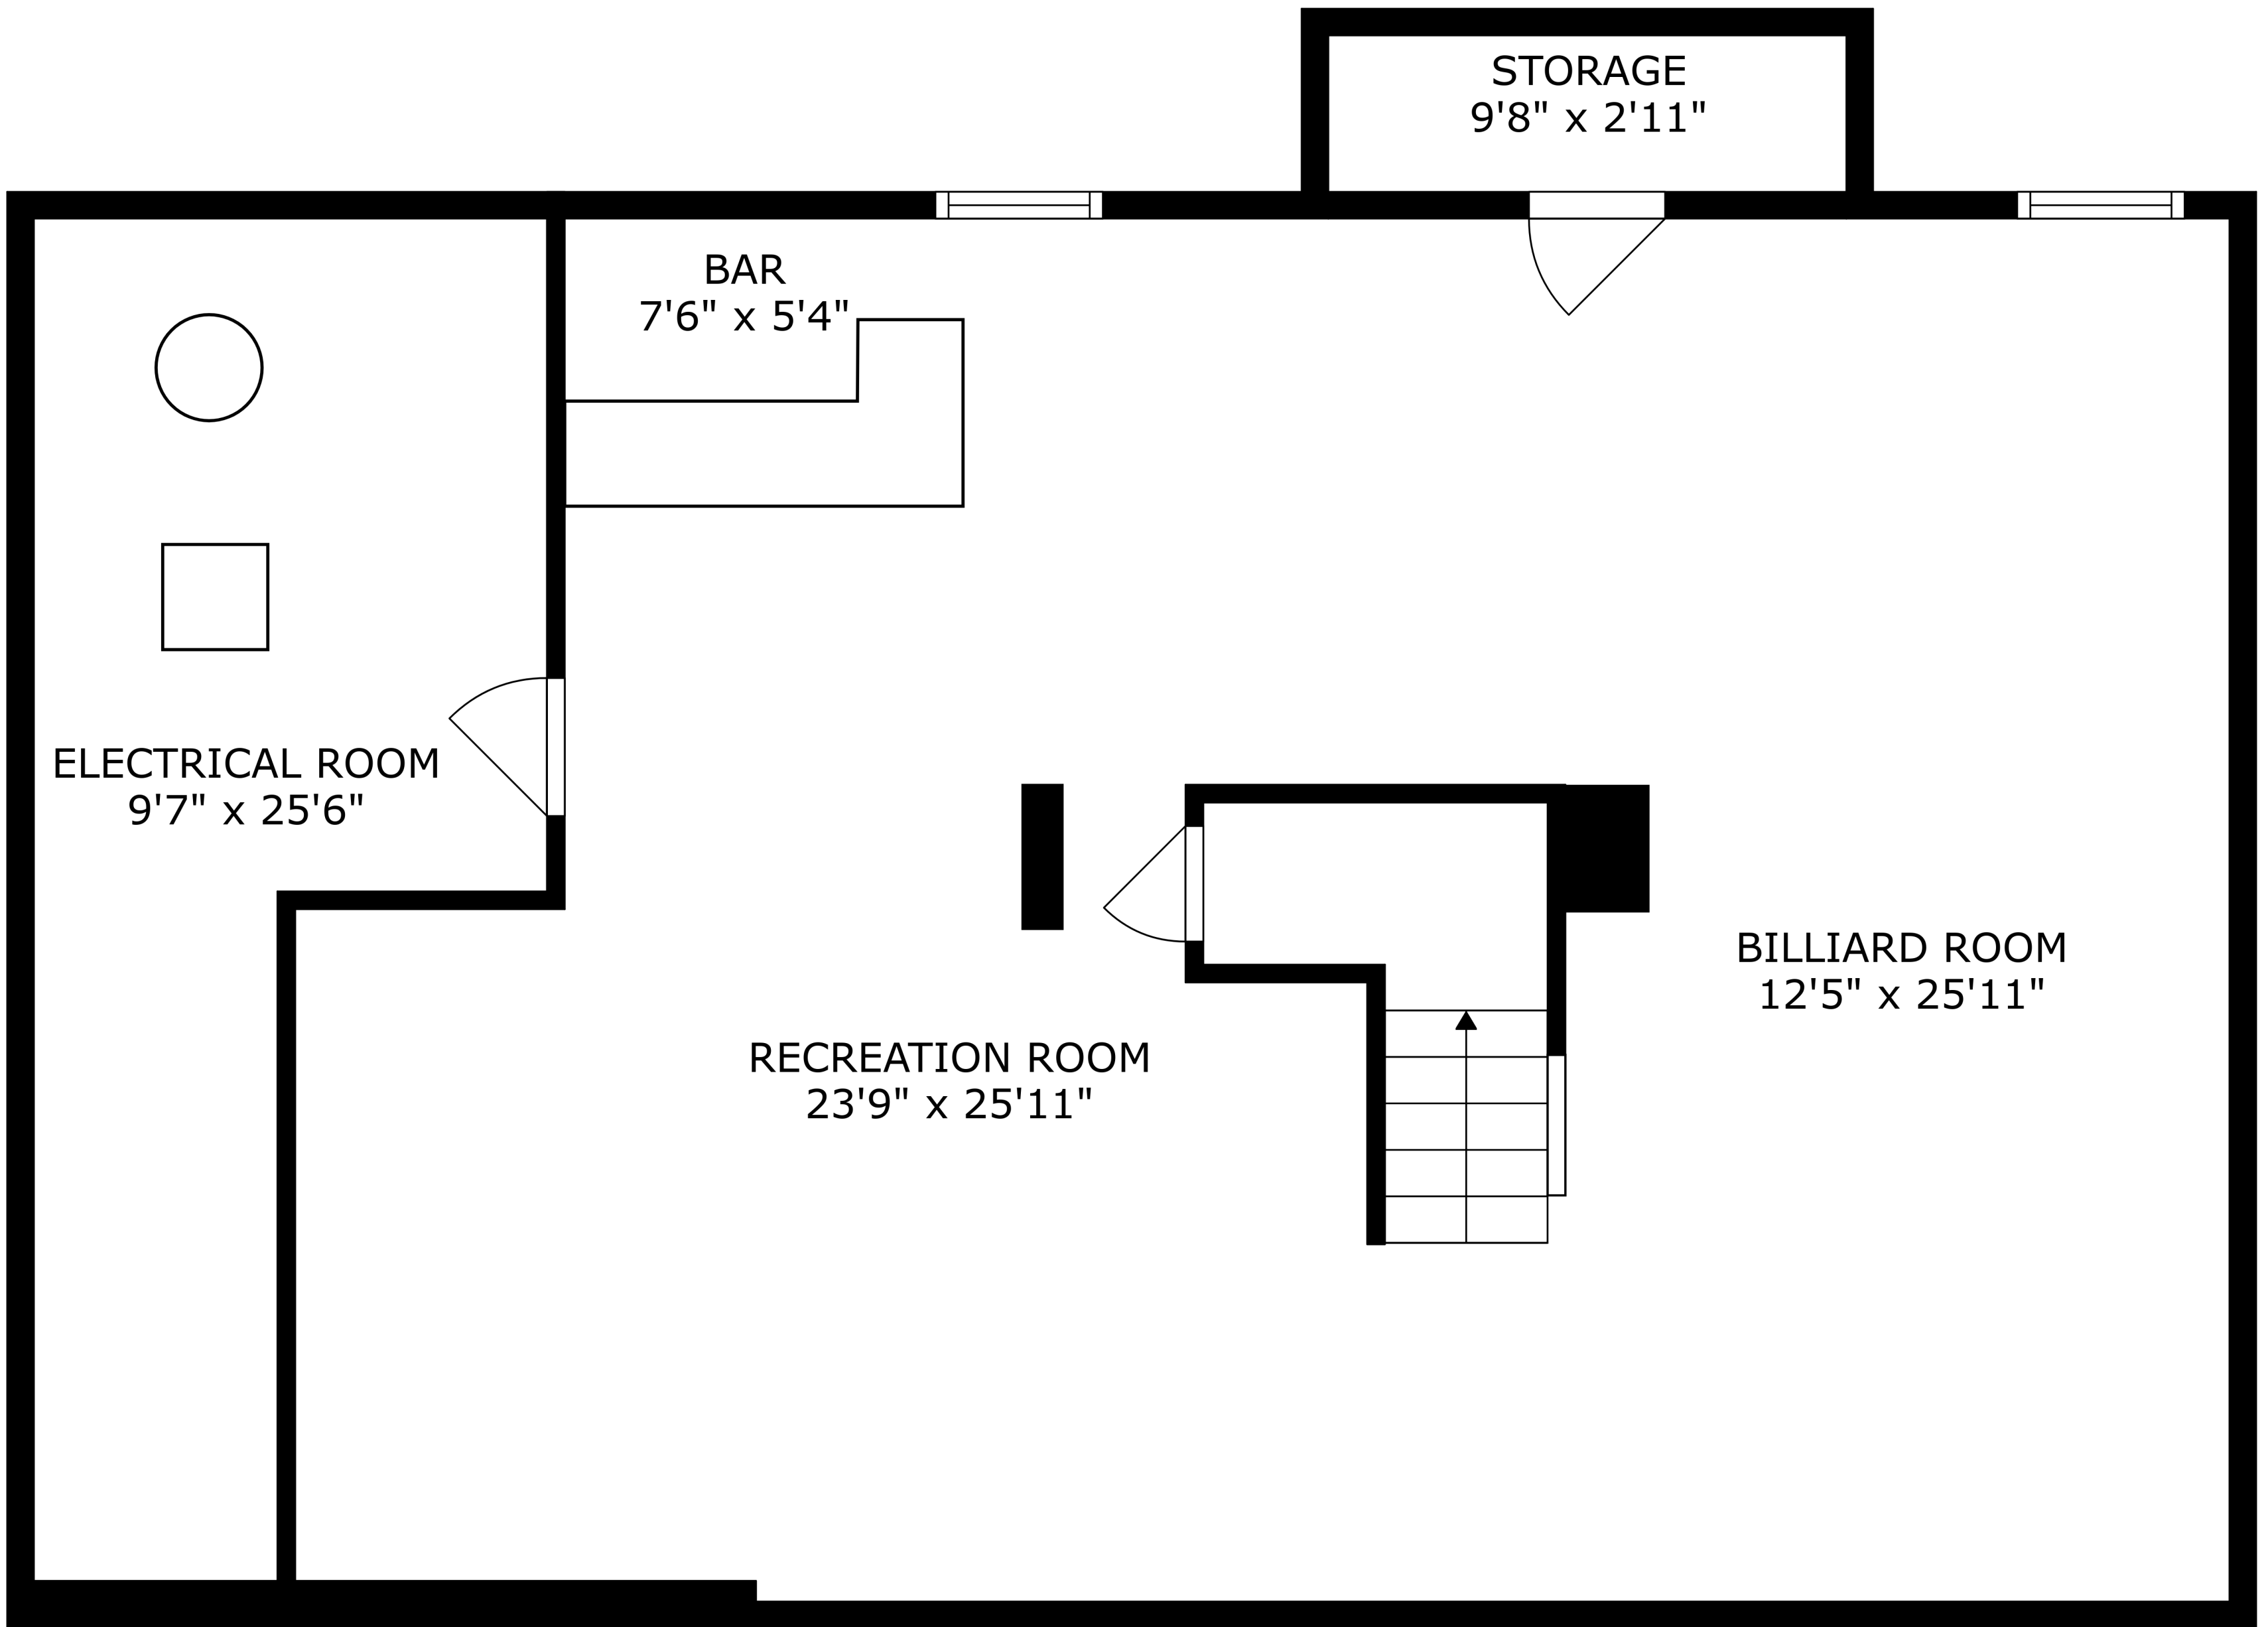 STORAGE
9'8" x 2'11"
BAR
7'6" x 5'4"
ELECTRICAL ROOM
9'7" x 25'6"
BILLIARD ROOM
12'5" x 25'11"
RECREATION ROOM
23'9" x 25'11"